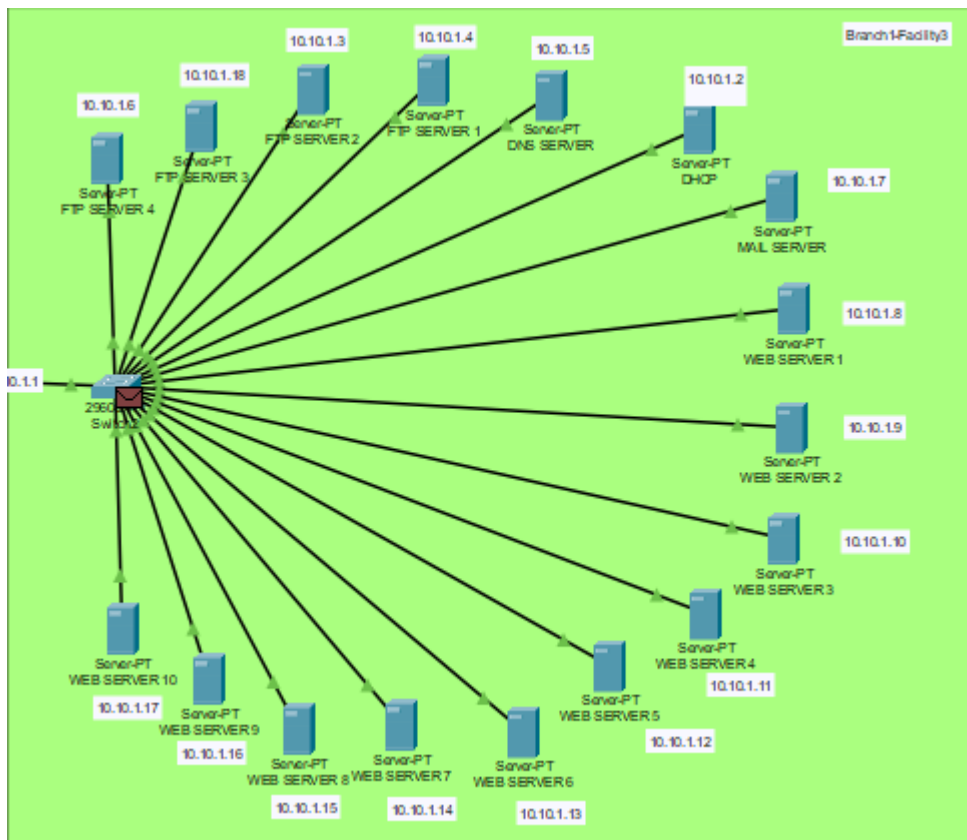 Branch1-Facility3
10.10.1.6
Server-PT
FTP SERVER 4
10.10.1.18
Server-PT
FTP SERVER 3
10.10.1.3
Server-PT
FTP SERVER 2
10.10.1.4
Server-PT
FTP SERVER 1
10.10.1.5
Server-PT
DNS SERVER
10.10.1.2
Server-PT
DHCP
10.10.1.7
Server-PT
MAIL SERVER
10.10.1.8
Server-PT
WEB SERVER 1
10.10.1.9
Server-PT
WEB SERVER 2
10.10.1.10
Server-PT
WEB SERVER 3
Server-PT
WEB SERVER 4
10.10.1.11
Server-PT
WEB SERVER 5
10.10.1.12
Server-PT
WEB SERVER 6
10.10.1.13
Server-PT
WEB SERVER 7
10.10.1.14
Server-PT
WEB SERVER 8
10.10.1.15
Server-PT
WEB SERVER 9
10.10.1.16
Server-PT
WEB SERVER 10
10.10.1.17
0.1.1